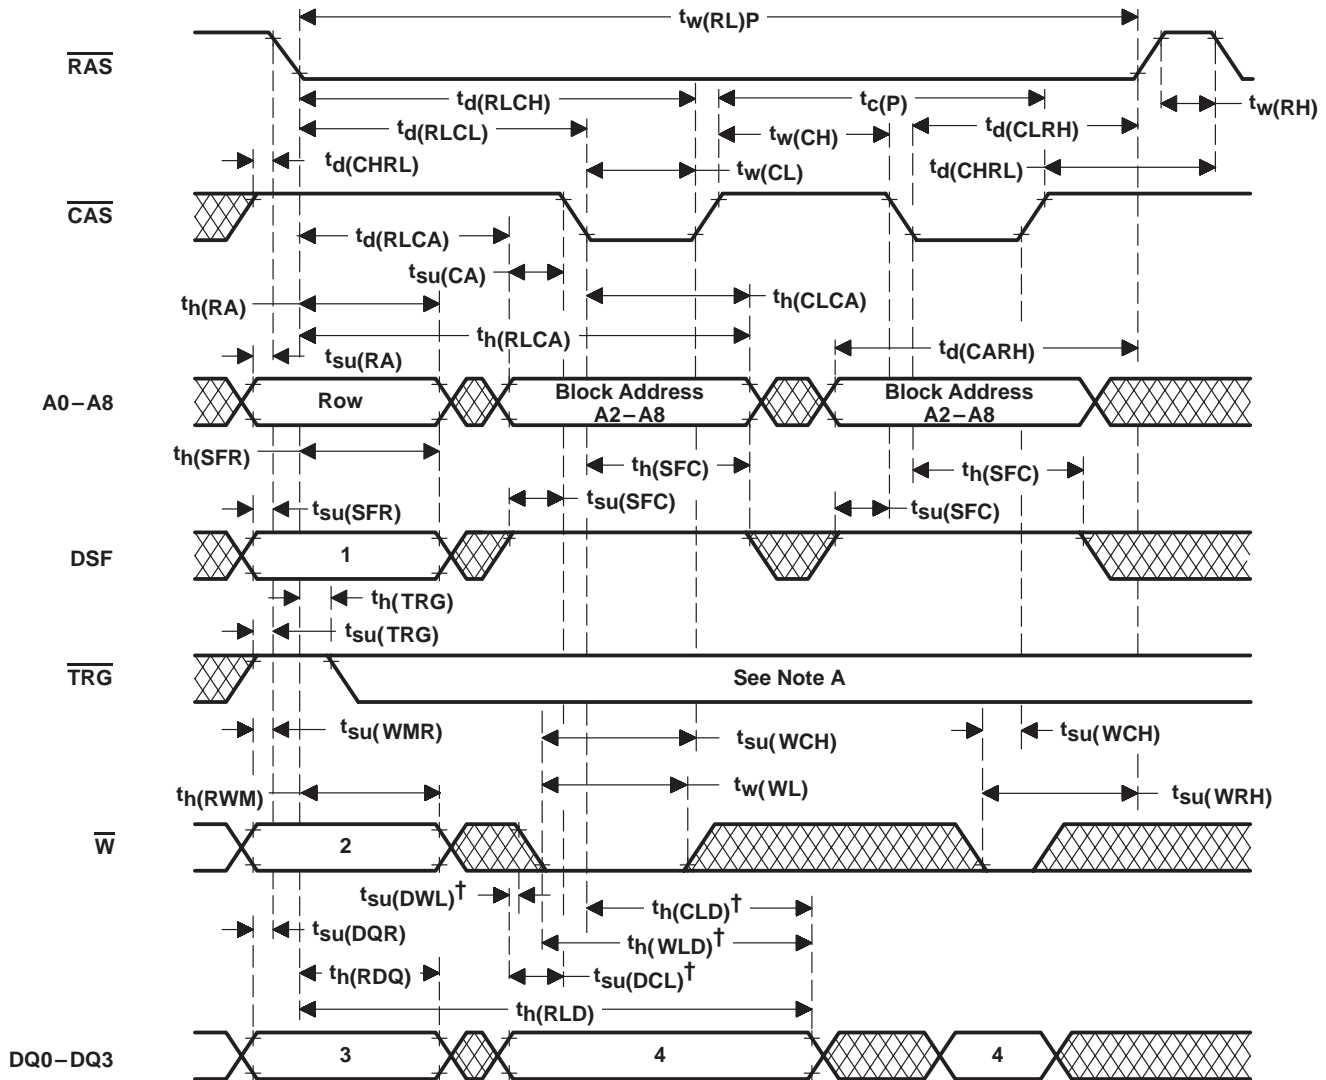 tw(RL)P
RAS
td(RLCH)
tc(P)
tw(RH)
td(RLCL)
tw(CH)
td(CLRH)
td(CHRL)
tw(CL)
td(CHRL)
CAS
td(RLCA)
tsu(CA)
th(RA)
th(CLCA)
th(RLCA)
tsu(RA)
td(CARH)
A0–A8
Row
Block Address
A2–A8
Block Address
A2–A8
th(SFR)
th(SFC)
th(SFC)
tsu(SFR)
tsu(SFC)
tsu(SFC)
DSF
1
th(TRG)
tsu(TRG)
TRG
See Note A
tsu(WMR)
tsu(WCH)
tsu(WCH)
th(RWM)
tw(WL)
tsu(WRH)
W
2
tsu(DWL)†
th(CLD)†
tsu(DQR)
th(WLD)†
th(RDQ)
tsu(DCL)†
th(RLD)
DQ0–DQ3
3
4
4